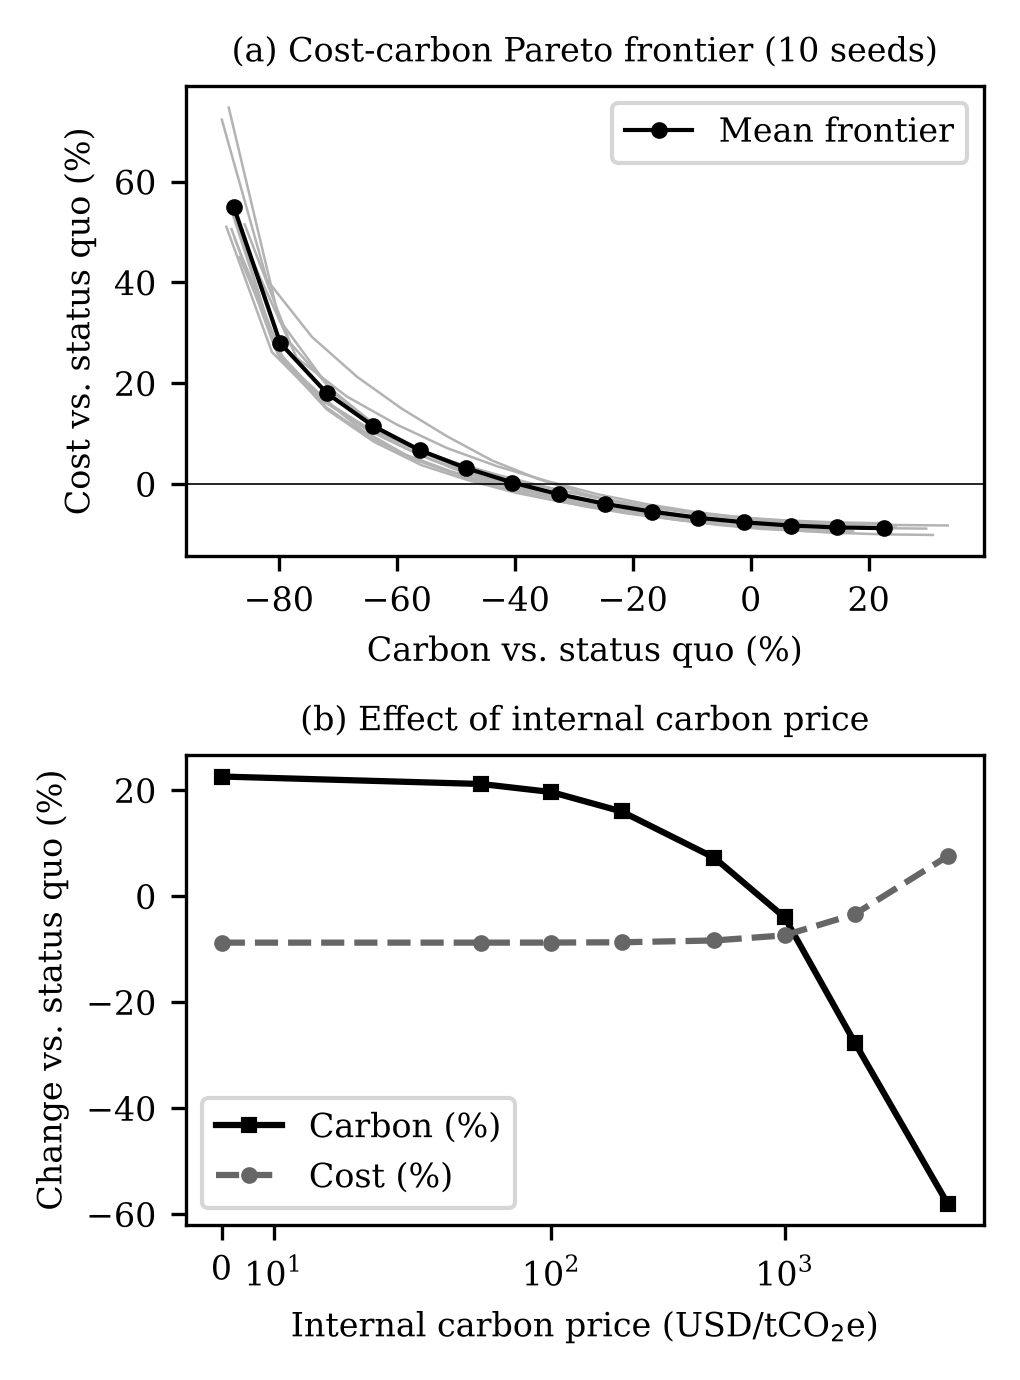 (a) Cost-carbon Pareto frontier (10 seeds)
Mean frontier
Cost vs. status quo (%)
60
40
20
0
−80 −60 −40 −20 0 20
Carbon vs. status quo (%)
(b) Effect of internal carbon price
Change vs. status quo (%)
20
0
−20
−40
−60
Carbon (%)
Cost (%)
0 10¹ 10² 10³
Internal carbon price (USD/tCO₂e)